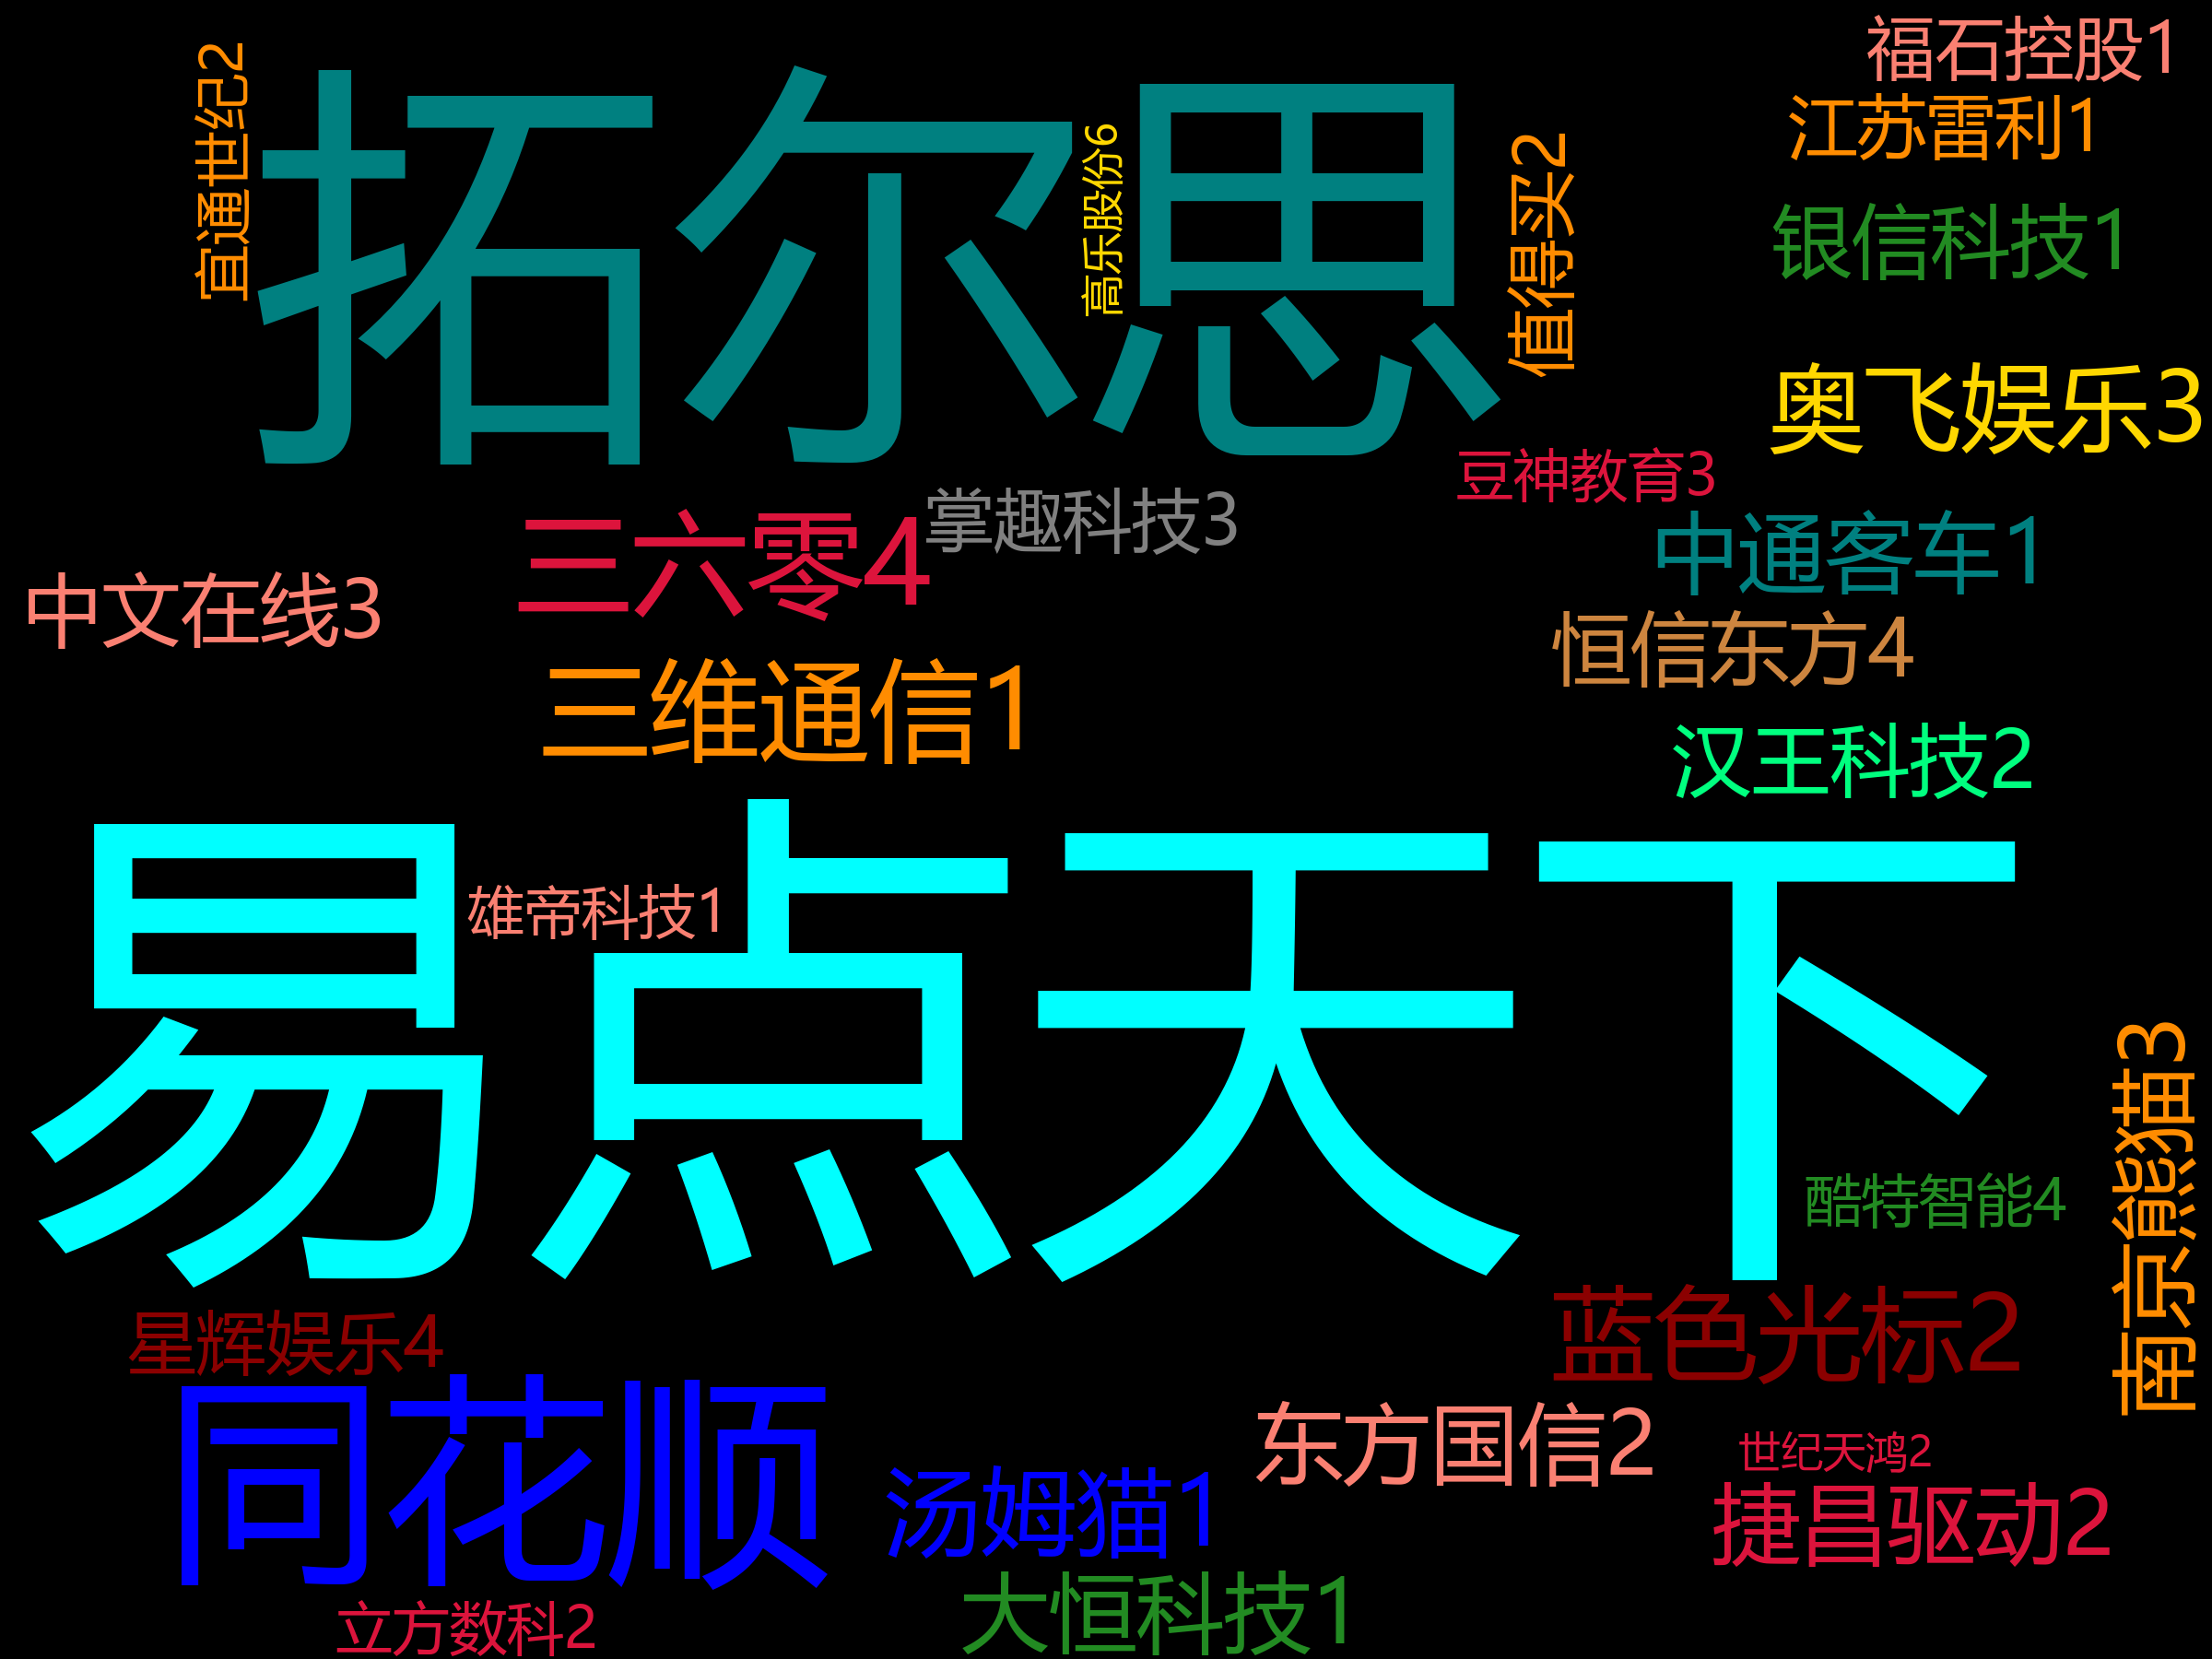 福石控股1
直通世纪2
拓尔思
高乐股份6
值得买2
江苏雷利1
银信科技1
奥飞娱乐3
豆神教育3
掌趣科技3
三六零4
中通客车1
中文在线3
恒信东方4
三维通信1
汉王科技2
易点天下
雄帝科技1
南京熊猫3
酷特智能4
蓝色光标2
星辉娱乐4
同花顺
东方国信2
世纪天鸿2
汤姆猫1
捷昌驱动2
大恒科技1
立方数科2